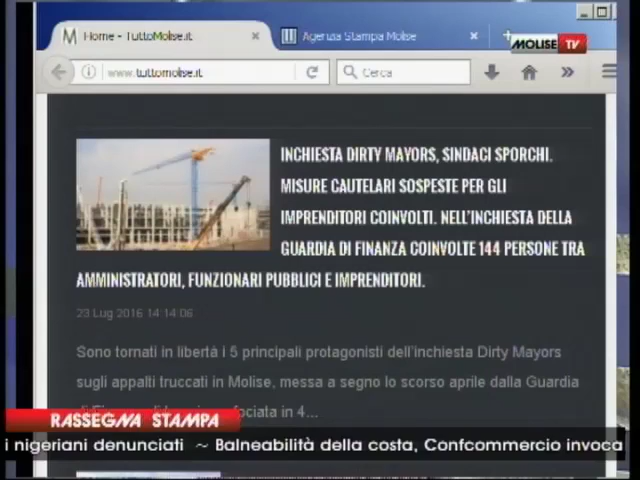 Home - TuttoMolise.it
Agenzia Stampa Molise
MOLISE TV
www.tuttomolise.it
Cerca
INCHIESTA DIRTY MAYORS, SINDACI SPORCHI.
MISURE CAUTELARI SOSPESTE PER GLI
IMPRENDITORI COINVOLTI. NELL'INCHIESTA DELLA
GUARDIA DI FINANZA COINVOLTE 144 PERSONE TRA
AMMINISTRATORI, FUNZIONARI PUBBLICI E IMPRENDITORI.
23 Lug 2016 14:14:06
Sono tornati in libertà i 5 principali protagonisti dell'inchiesta Dirty Mayors
sugli appalti truccati in Molise, messa a segno lo scorso aprile dalla Guardia
in 4...
RASSEGNA STAMPA
i nigeriani denunciati ~ Balneabilità della costa, Confcommercio invoca